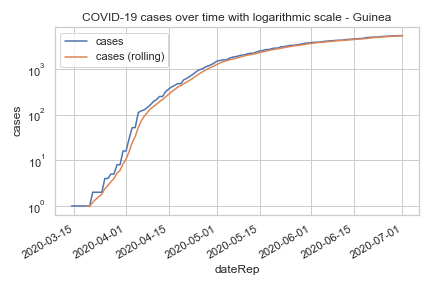 COVID-19 cases over time with logarithmic scale - Guinea
cases
cases (rolling)
10³
10²
10¹
10⁰
cases
2020-03-15
2020-04-01
2020-04-15
2020-05-01
2020-05-15
2020-06-01
2020-06-15
2020-07-01
dateRep